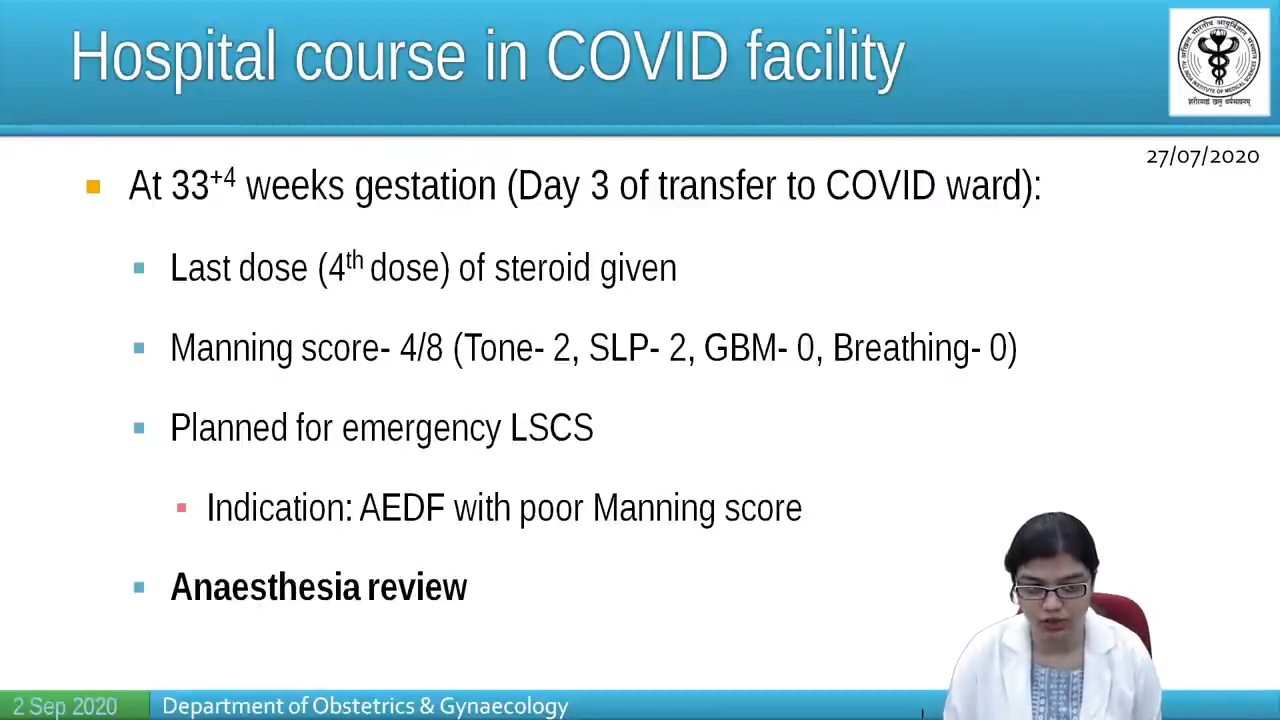 Hospital course in COVID facility
27/07/2020
At 33+4 weeks gestation (Day 3 of transfer to COVID ward):
Last dose (4th dose) of steroid given
Manning score- 4/8 (Tone- 2, SLP- 2, GBM- 0, Breathing- 0)
Planned for emergency LSCS
Indication: AEDF with poor Manning score
Anaesthesia review
2 Sep 2020 Department of Obstetrics & Gynaecology